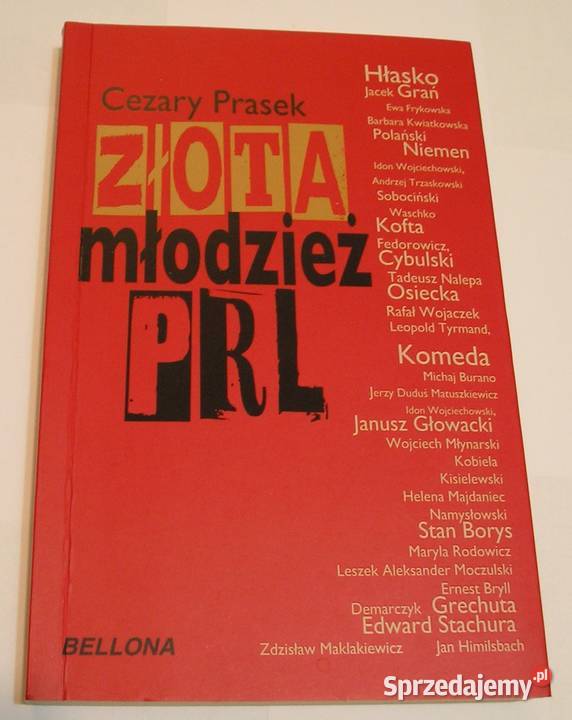 Cezary Prasek
ZŁOTA
młodzież
PRL
Hłasko
Jacek Grań
Ewa Frykowska
Barbara Kwiatkowska
Polański
Niemen
Idon Wojciechowski,
Andrzej Trzaskowski
Sobociński
Waschko
Kofta
Fedorowicz,
Cybulski
Tadeusz Nalepa
Osiecka
Rafał Wojaczek
Leopold Tyrmand,
Komeda
Michaj Burano
Jerzy Duduś Matuszkiewicz
Idon Wojciechowski,
Janusz Głowacki
Wojciech Młynarski
Kobiela
Kisielewski
Helena Majdaniec
Namysłowski
Stan Borys
Maryla Rodowicz
Leszek Aleksander Moczulski
Ernest Bryll
Demarczyk Grechuta
Edward Stachura
Zdzisław Maklakiewicz Jan Himilsbach
BELLONA
Sprzedajemy.pl